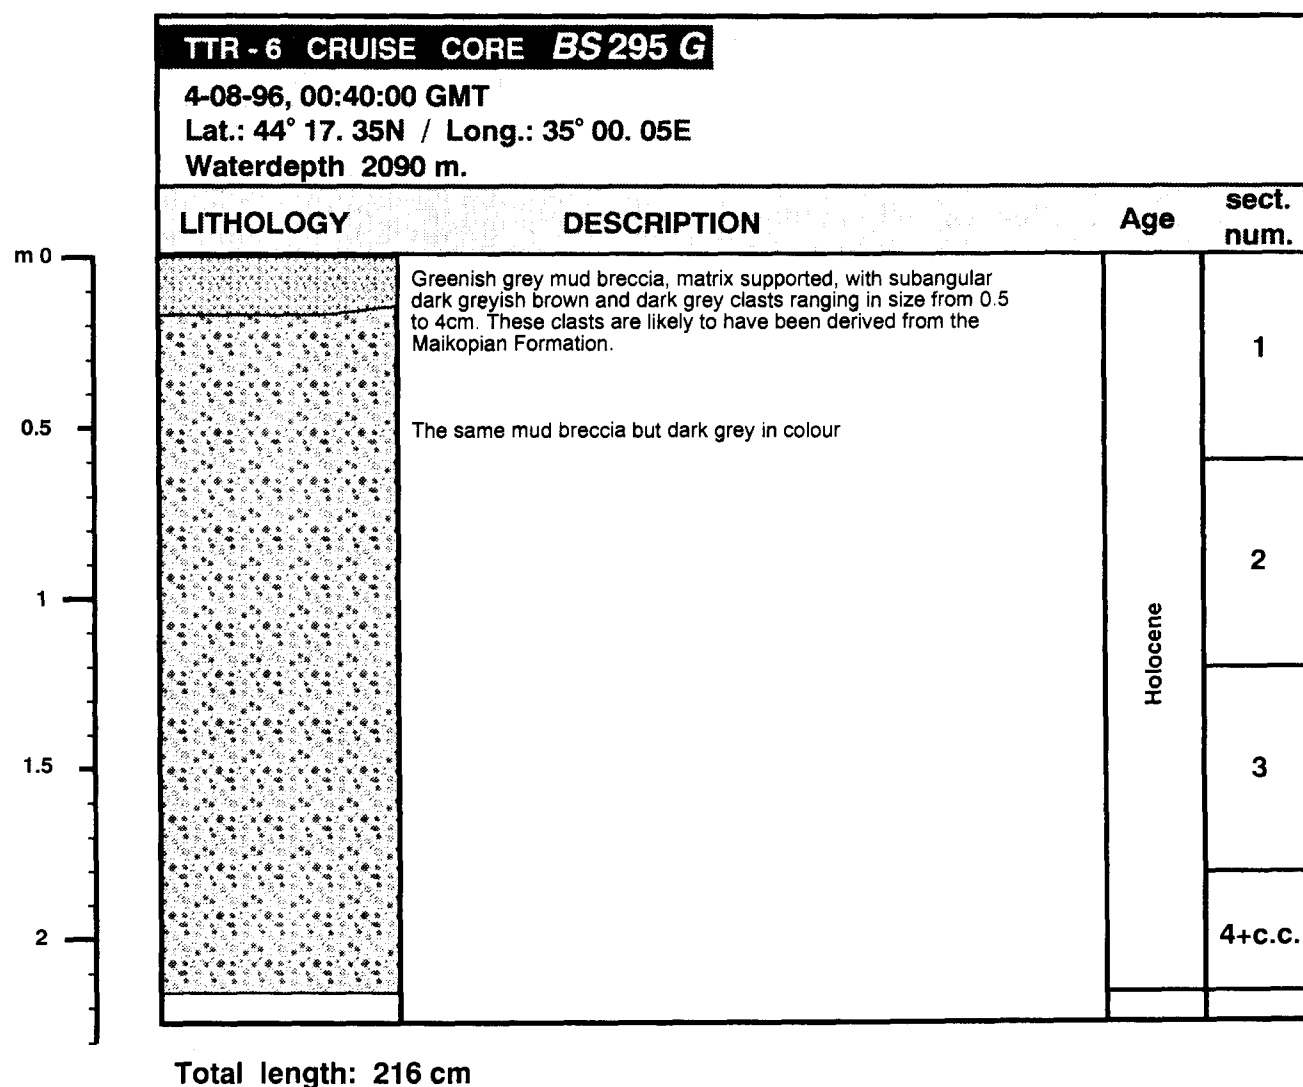 TTR - 6 CRUISE CORE BS 295 G
4-08-96, 00:40:00 GMT
Lat.: 44° 17. 35N / Long.: 35° 00. 05E
Waterdepth 2090 m.
LITHOLOGY DESCRIPTION Age sect. num.
m 0
Greenish grey mud breccia, matrix supported, with subangular
dark greyish brown and dark grey clasts ranging in size from 0.5
to 4cm. These clasts are likely to have been derived from the
Maikopian Formation.
1
0.5
The same mud breccia but dark grey in colour
2
1
Holocene
1.5
3
2
4+c.c.
Total length: 216 cm